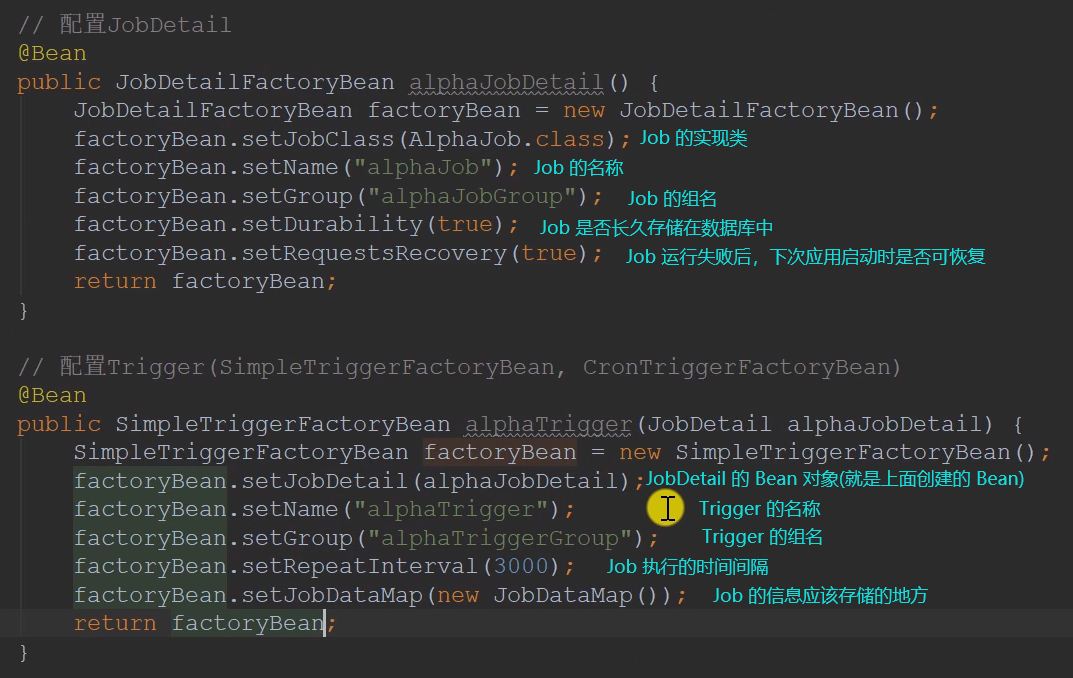 // 配置JobDetail
@Bean
public JobDetailFactoryBean alphaJobDetail() {
JobDetailFactoryBean factoryBean = new JobDetailFactoryBean();
factoryBean.setJobClass(AlphaJob.class); Job 的实现类
factoryBean.setName("alphaJob"); Job 的名称
factoryBean.setGroup("alphaJobGroup"); Job 的组名
factoryBean.setDurability(true); Job 是否长久存储在数据库中
factoryBean.setRequestsRecovery(true); Job 运行失败后，下次应用启动时是否可恢复
return factoryBean;
}
// 配置Trigger(SimpleTriggerFactoryBean, CronTriggerFactoryBean)
@Bean
public SimpleTriggerFactoryBean alphaTrigger(JobDetail alphaJobDetail) {
SimpleTriggerFactoryBean factoryBean = new SimpleTriggerFactoryBean();
factoryBean.setJobDetail(alphaJobDetail); JobDetail 的 Bean 对象(就是上面创建的 Bean)
factoryBean.setName("alphaTrigger"); Trigger 的名称
factoryBean.setGroup("alphaTriggerGroup"); Trigger 的组名
factoryBean.setRepeatInterval(3000); Job 执行的时间间隔
factoryBean.setJobDataMap(new JobDataMap()); Job 的信息应该存储的地方
return factoryBean;
}